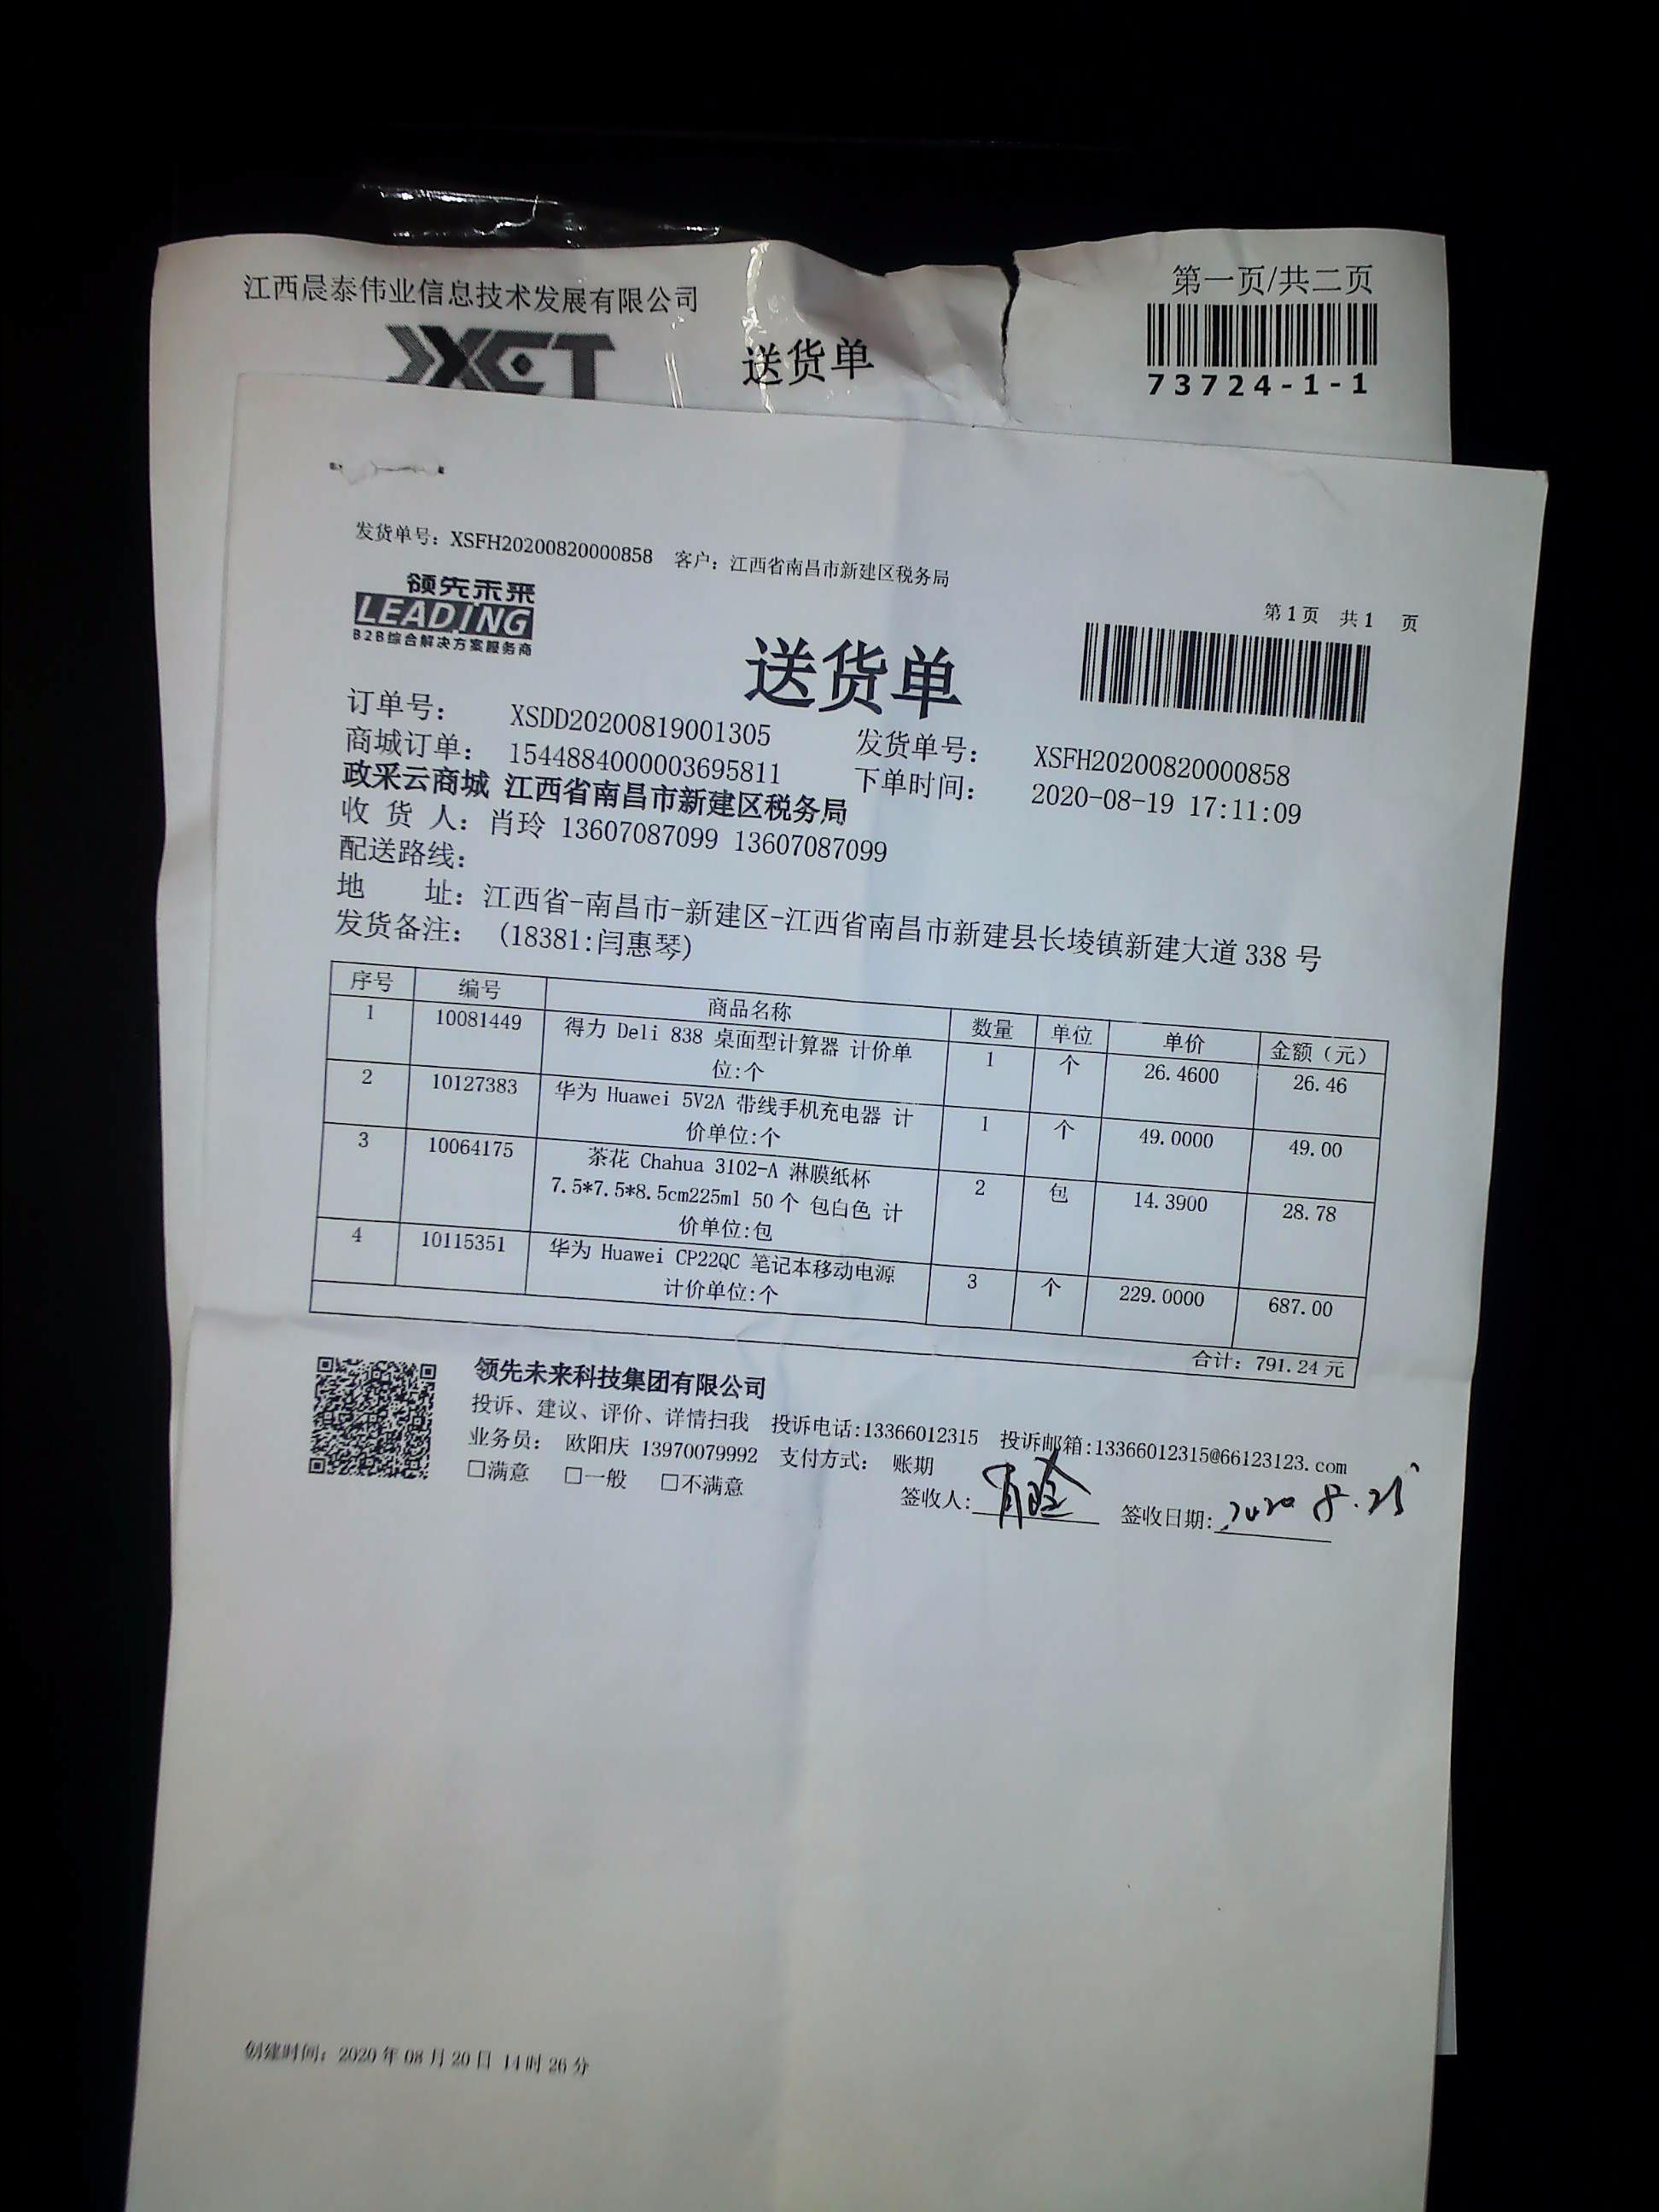 江西晨泰伟业信息技术发展有限公司
第一页/共二页
XCT
送货单
73724-1-1
发货单号：XSFH20200820000858 客户：江西省南昌市新建区税务局
领先未来
LEADING
B2B综合解决方案服务商
第1页 共1 页
送货单
订单号： XSDD20200819001305 发货单号： XSFH20200820000858
商城订单： 1544884000003695811 下单时间： 2020-08-19 17:11:09
政采云商城 江西省南昌市新建区税务局
收 货 人：肖玲 13607087099 13607087099
配送路线：
地 址：江西省-南昌市-新建区-江西省南昌市新建县长堎镇新建大道 338 号
发货备注： (18381:闫惠琴)
序号 编号 商品名称 数量 单位 单价 金额（元）
1 10081449 得力 Deli 838 桌面型计算器 计价单 1 个 26.4600 26.46
位:个
2 10127383 华为 Huawei 5V2A 带线手机充电器 计 1 个 49.0000 49.00
价单位:个
3 10064175 茶花 Chahua 3102-A 淋膜纸杯 2 包 14.3900 28.78
7.5*7.5*8.5cm225ml 50个 包白色 计
价单位:包
4 10115351 华为 Huawei CP22QC 笔记本移动电源 3 个 229.0000 687.00
计价单位:个
合计：791.24 元
领先未来科技集团有限公司
投诉、建议、评价、详情扫我 投诉电话:13366012315 投诉邮箱:13366012315@66123123.com
业务员： 欧阳庆 13970079992 支付方式： 账期
□满意 □一般 □不满意 签收人:肖玲 签收日期:2020 8.25
创建时间：2020 年 08 月 20 日 14 时 26 分